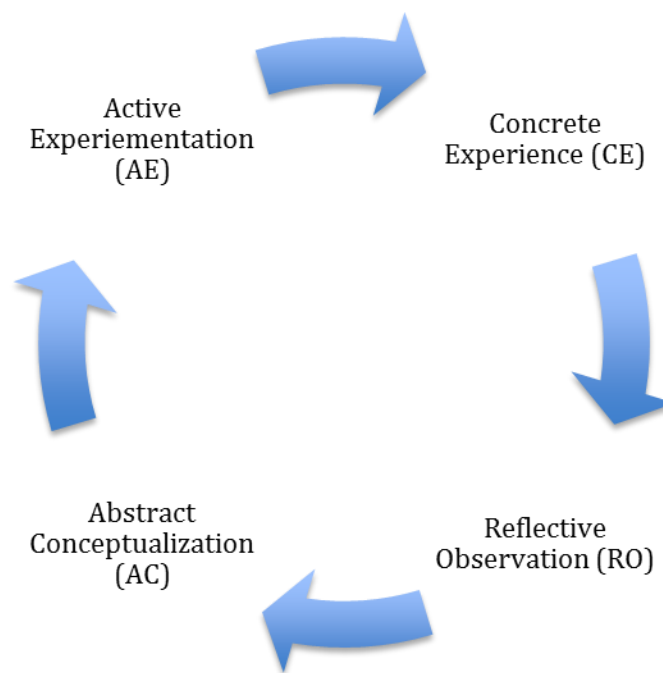 Active
Experiementation
(AE)
Concrete
Experience (CE)
Abstract
Conceptualization
(AC)
Reflective
Observation (RO)